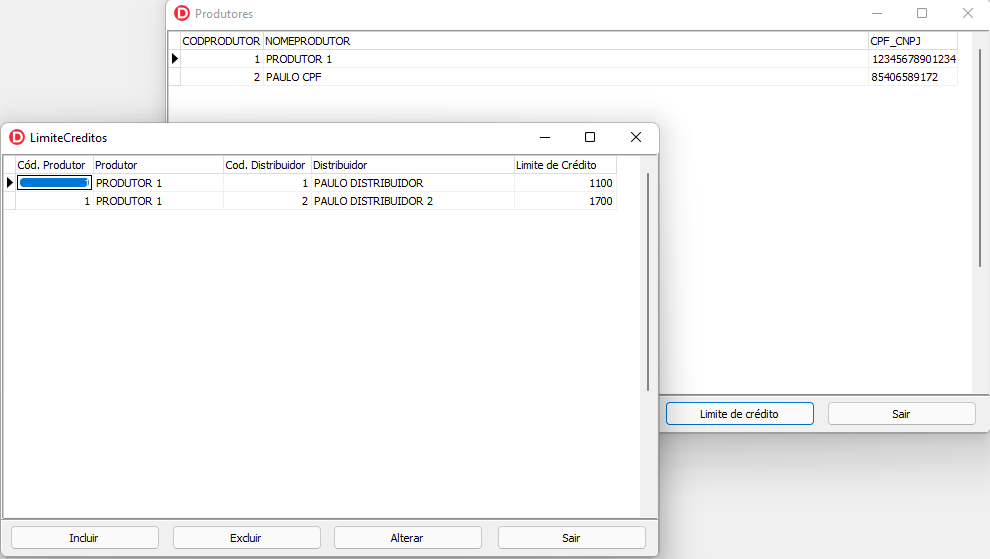 Produtores
CODPRODUTOR NOMEPRODUTOR CPF_CNPJ
1 PRODUTOR 1 12345678901234
2 PAULO CPF 85406589172
Limite de crédito Sair
LimiteCreditos
Cód. Produtor Produtor Cod. Distribuidor Distribuidor Limite de Crédito
PRODUTOR 1 1 PAULO DISTRIBUIDOR 1100
1 PRODUTOR 1 2 PAULO DISTRIBUIDOR 2 1700
Incluir Excluir Alterar Sair